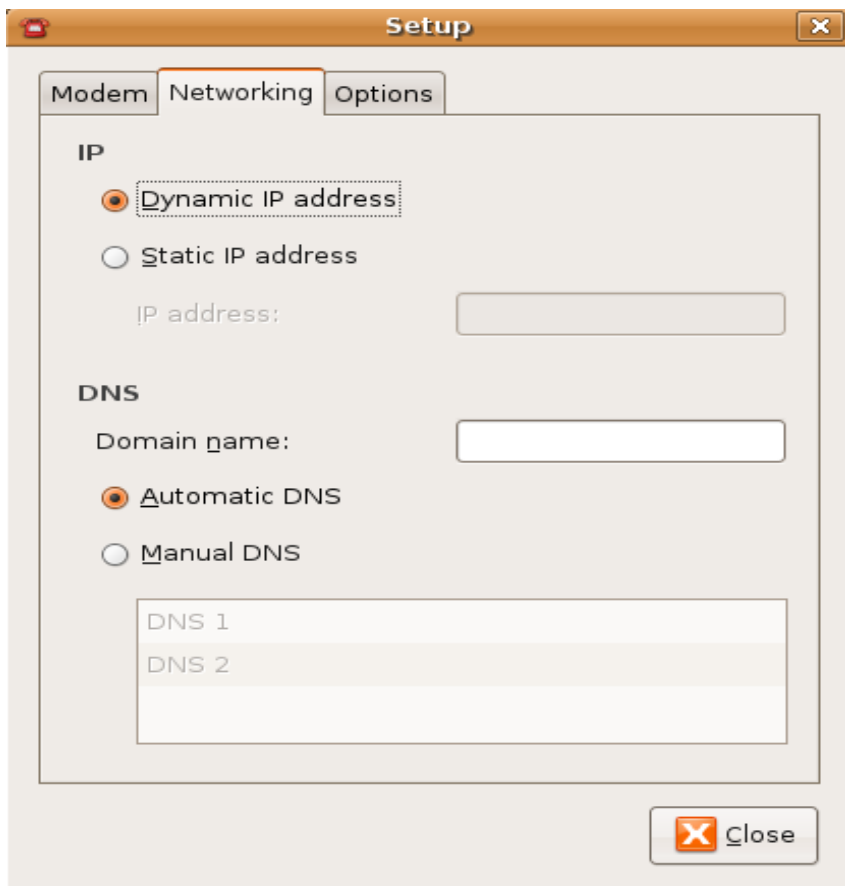 Setup
Modem Networking Options
IP
Dynamic IP address
Static IP address
IP address:
DNS
Domain name:
Automatic DNS
Manual DNS
DNS 1
DNS 2
Close